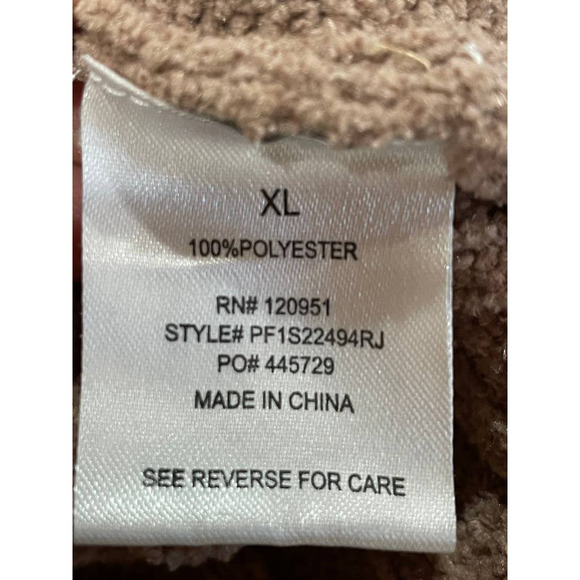 XL
100%POLYESTER
RN# 120951
STYLE# PF1S22494RJ
PO# 445729
MADE IN CHINA
SEE REVERSE FOR CARE